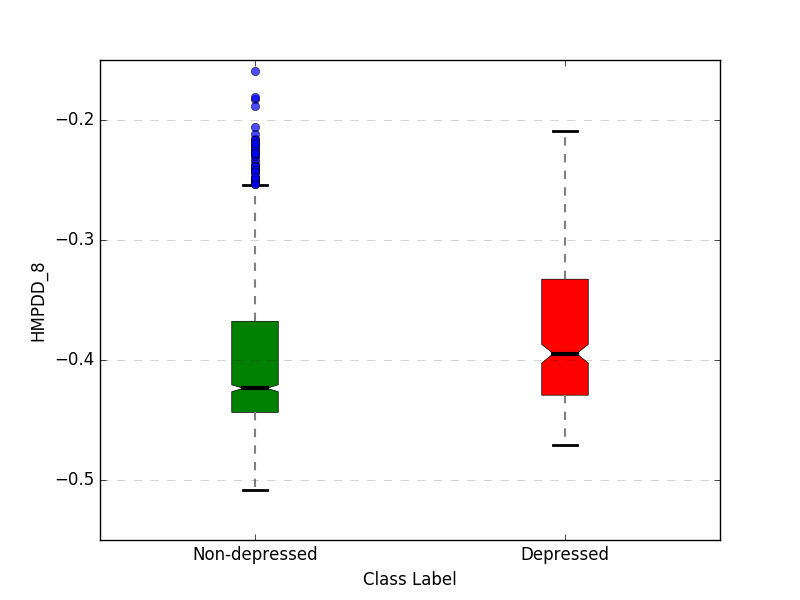 −0.2
−0.3
−0.4
−0.5
HMPDD_8
Non-depressed
Depressed
Class Label